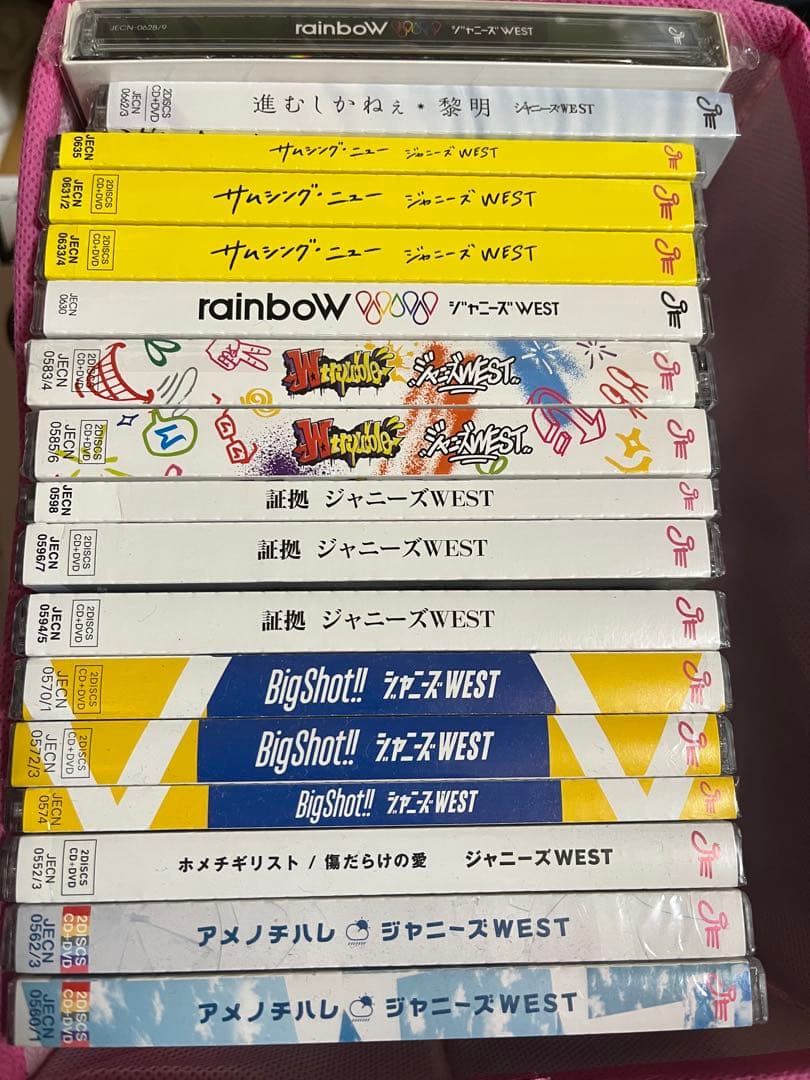 JECN-0628/9 rainboW ジャニーズWEST
2DISCS CD+DVD JECN 0662/3 進むしかねぇ・黎明 ジャニーズWEST
JECN 0635 サムシング・ニュー ジャニーズWEST
JECN 0631/2 2DISCS CD+DVD サムシング・ニュー ジャニーズWEST
JECN 0633/4 2DISCS CD+DVD サムシング・ニュー ジャニーズWEST
JECN 0630 rainboW ジャニーズWEST
2DISCS CD+DVD JECN 0583/4 W trouble ジャニーズWEST
2DISCS CD+DVD JECN 0585/6 W trouble ジャニーズWEST
JECN 0598 証拠 ジャニーズWEST
JECN 0596/7 2DISCS CD+DVD 証拠 ジャニーズWEST
JECN 0594/5 2DISCS CD+DVD 証拠 ジャニーズWEST
2DISCS CD+DVD JECN 0570/1 BigShot!! ジャニーズWEST
2DISCS CD+DVD JECN 0572/3 BigShot!! ジャニーズWEST
JECN 0574 BigShot!! ジャニーズWEST
2DISCS CD+DVD JECN 0552/3 ホメチギリスト / 傷だらけの愛 ジャニーズWEST
2DISCS CD+DVD JECN 0562/3 アメノチハレ ジャニーズWEST
2DISCS CD+DVD JECN 0560/1 アメノチハレ ジャニーズWEST